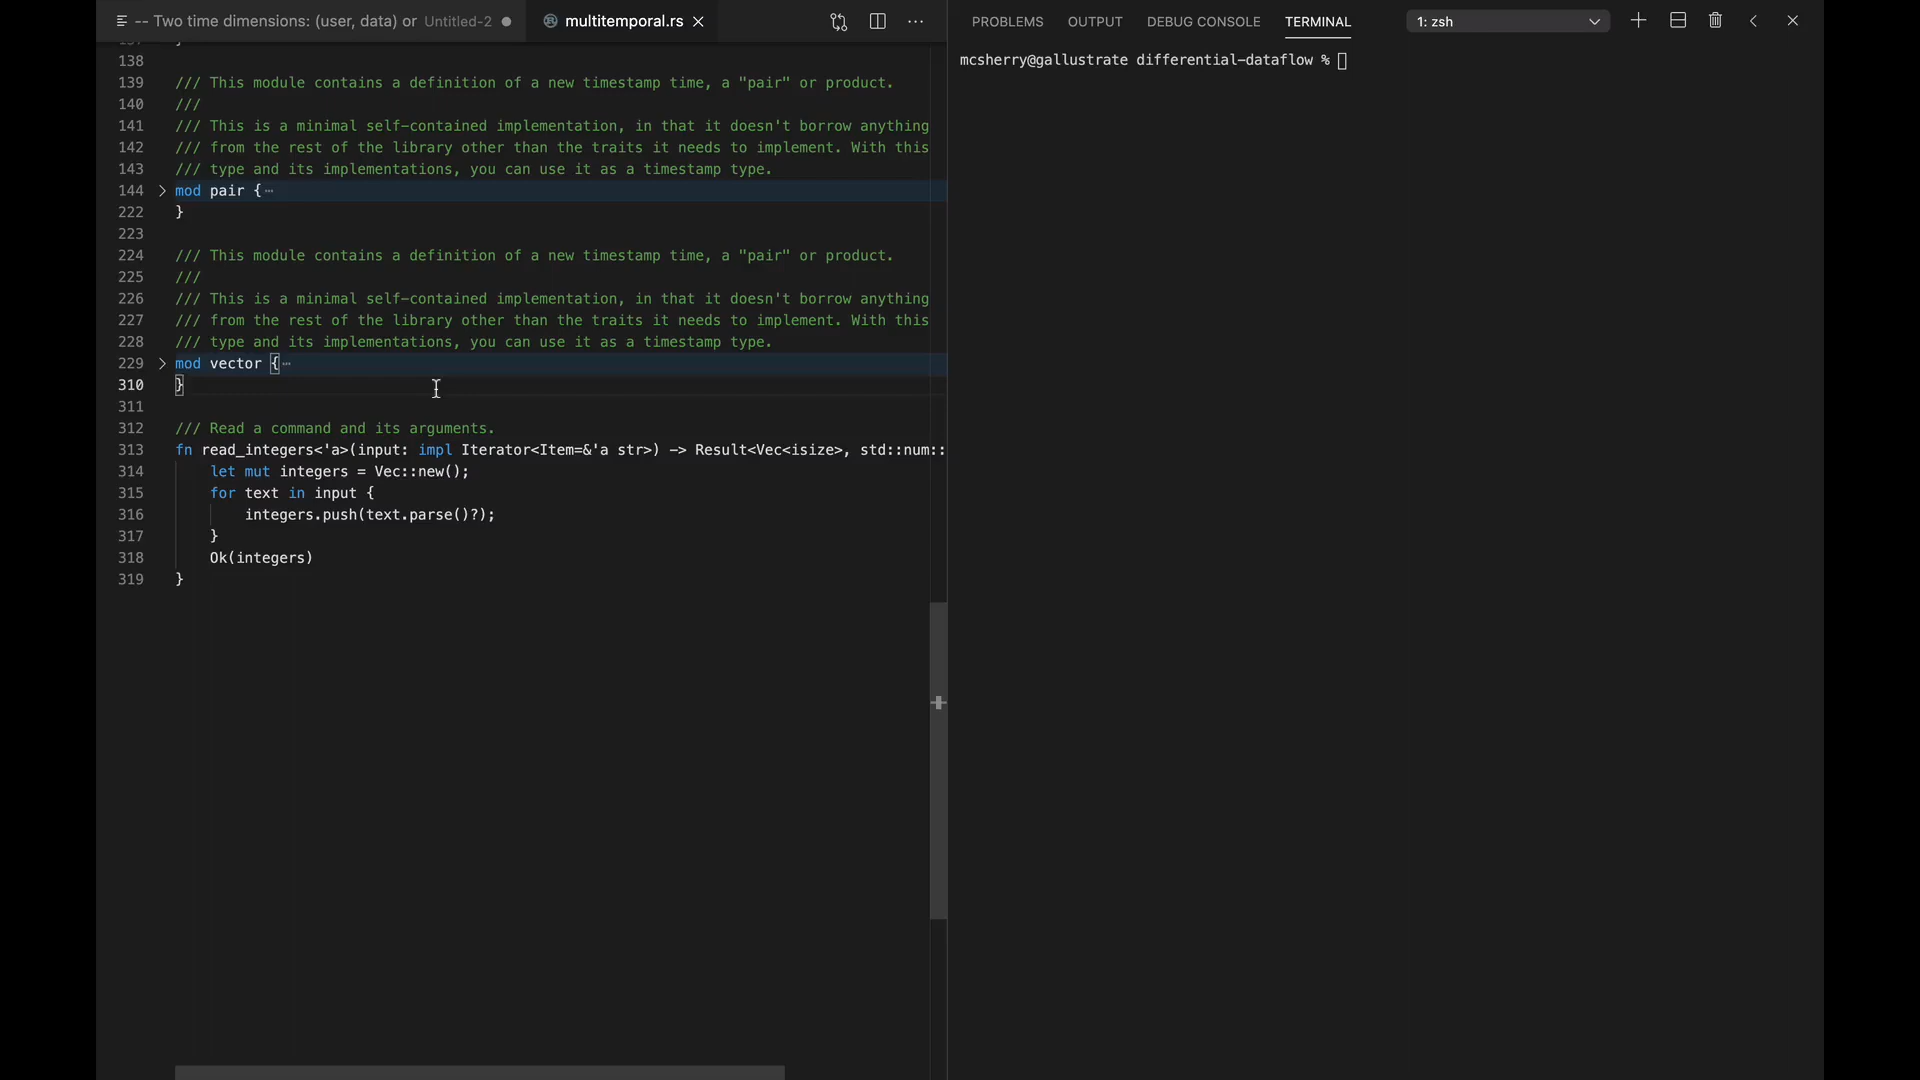 -- Two time dimensions: (user, data) or Untitled-2
multitemporal.rs
138
139 /// This module contains a definition of a new timestamp time, a "pair" or product.
140 ///
141 /// This is a minimal self-contained implementation, in that it doesn't borrow anything
142 /// from the rest of the library other than the traits it needs to implement. With this
143 /// type and its implementations, you can use it as a timestamp type.
144 mod pair {⋯
222 }
223
224 /// This module contains a definition of a new timestamp time, a "pair" or product.
225 ///
226 /// This is a minimal self-contained implementation, in that it doesn't borrow anything
227 /// from the rest of the library other than the traits it needs to implement. With this
228 /// type and its implementations, you can use it as a timestamp type.
229 mod vector {⋯
310 }
311
312 /// Read a command and its arguments.
313 fn read_integers<'a>(input: impl Iterator<Item=&'a str>) -> Result<Vec<isize>, std::num::
314 let mut integers = Vec::new();
315 for text in input {
316 integers.push(text.parse()?);
317 }
318 Ok(integers)
319 }
PROBLEMS OUTPUT DEBUG CONSOLE TERMINAL 1: zsh
mcsherry@gallustrate differential-dataflow %